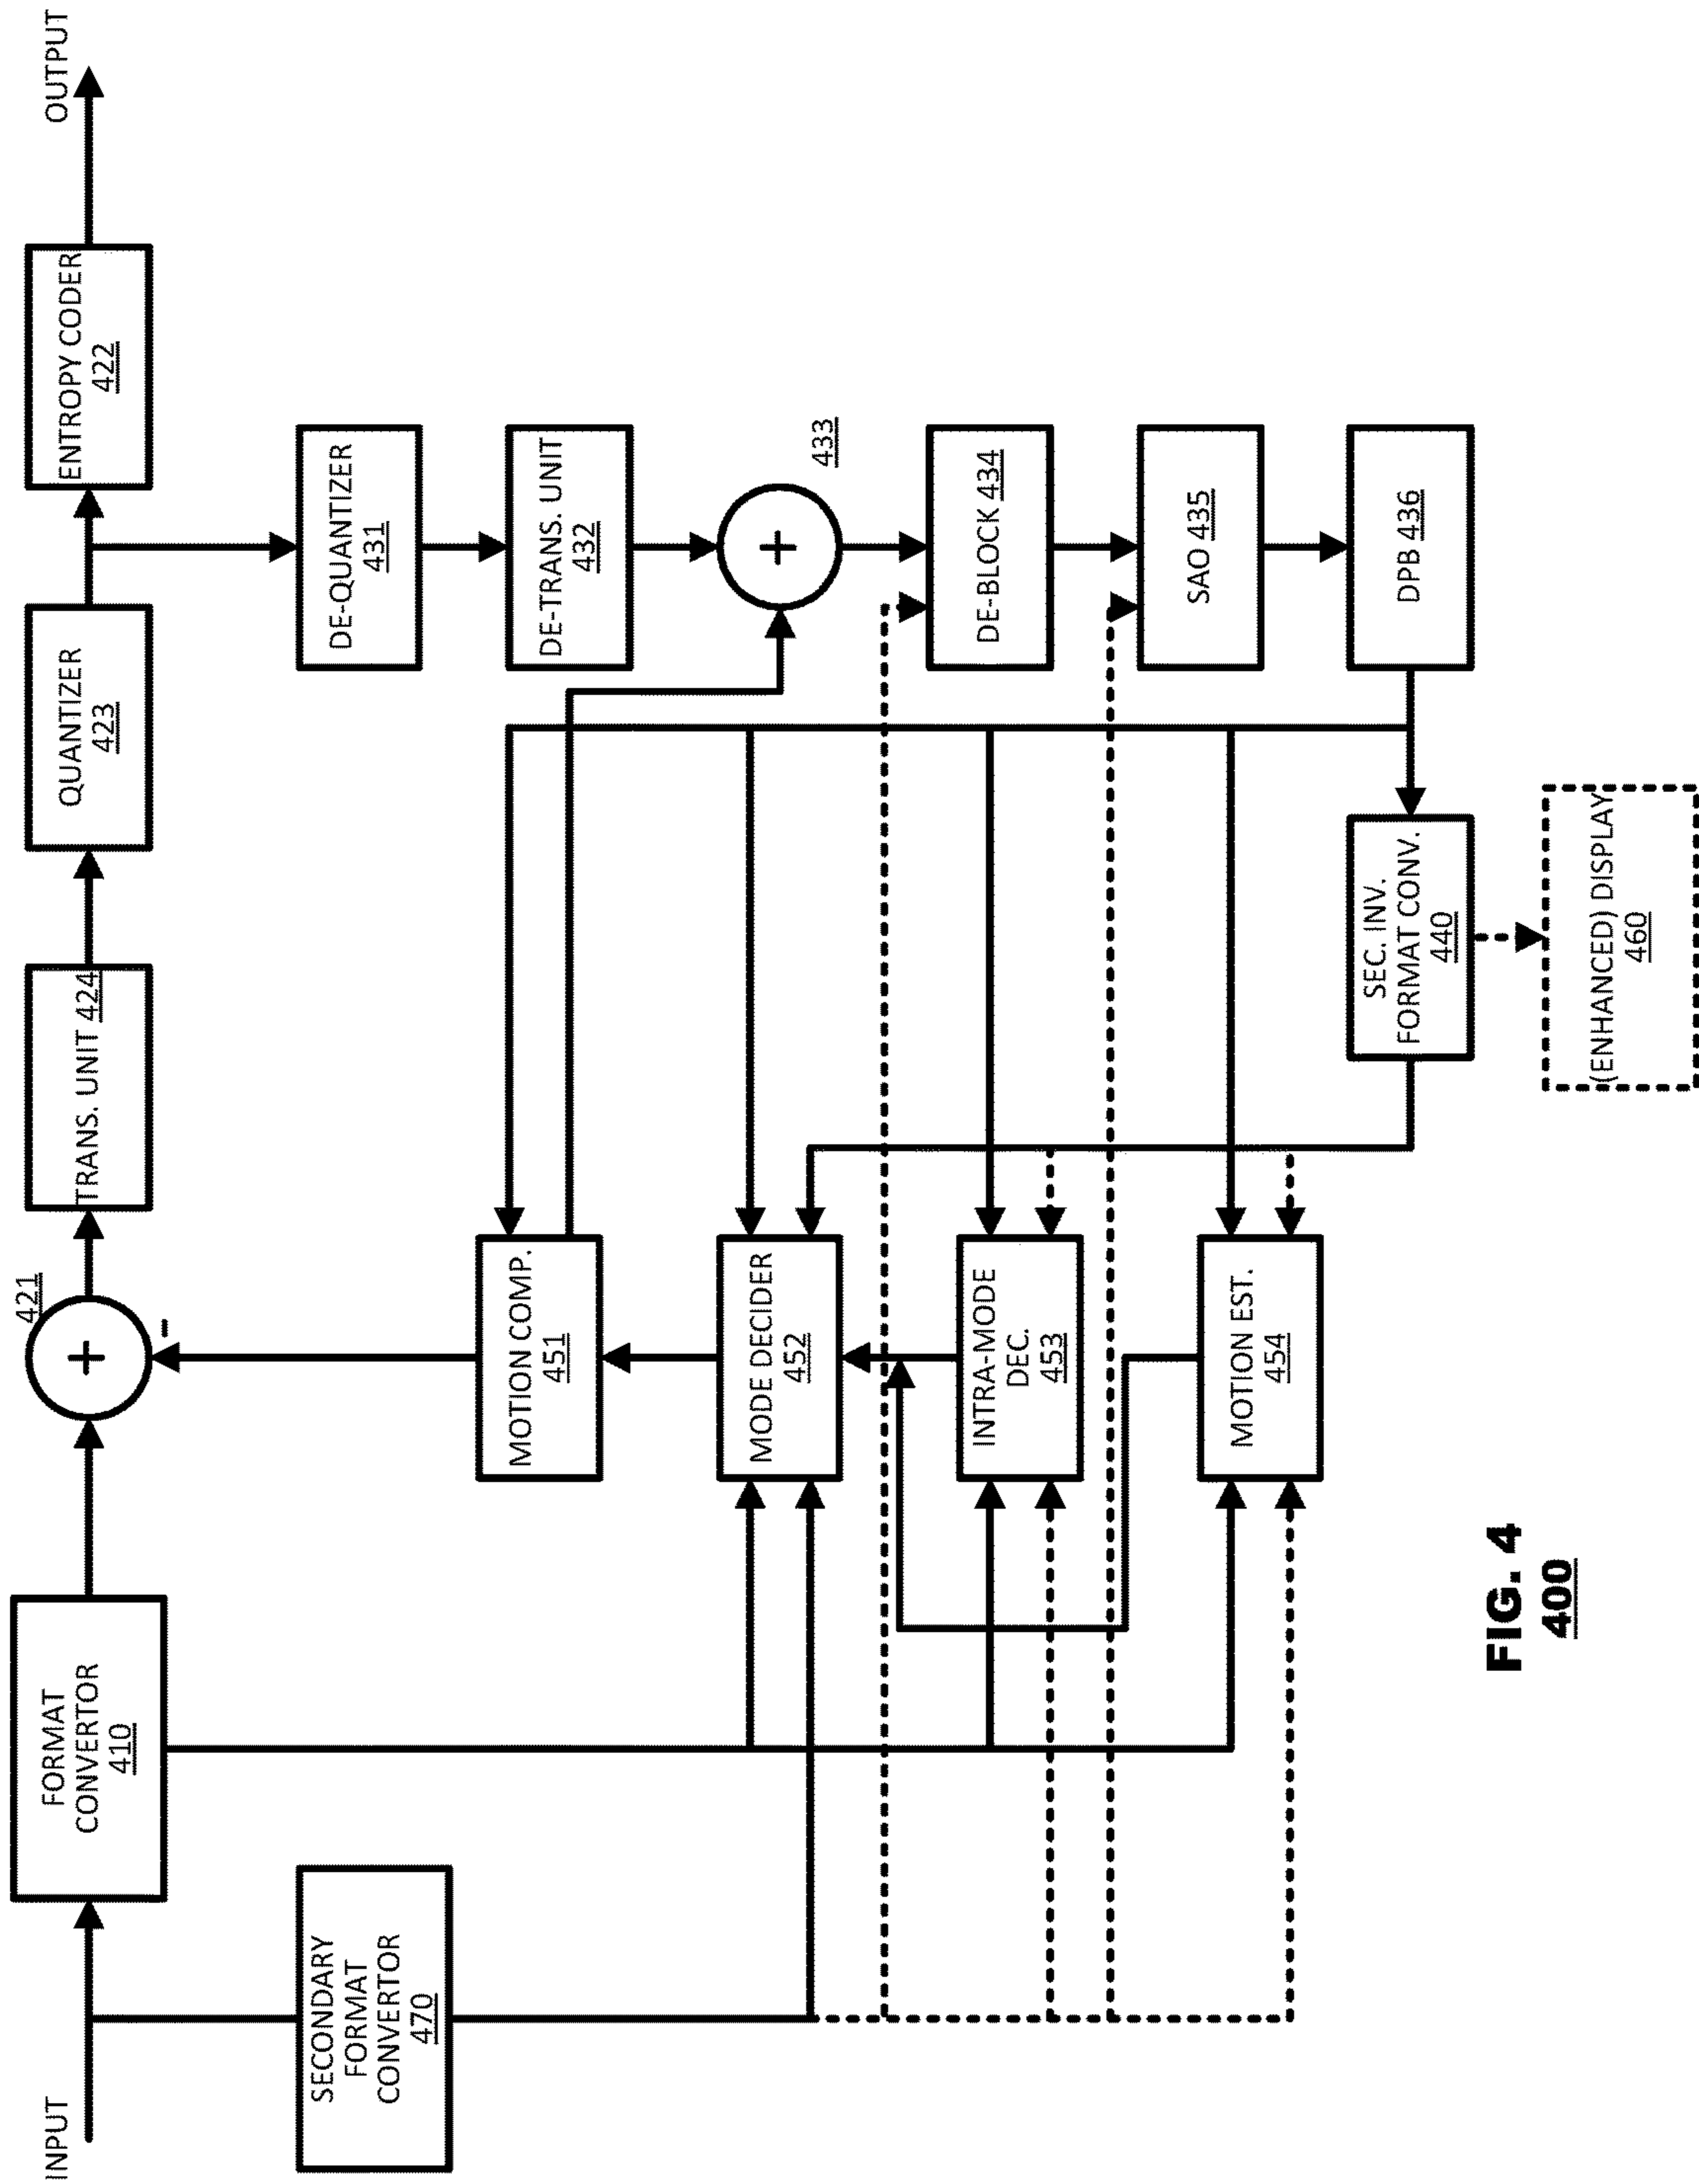 INPUT
FORMAT
CONVERTOR
410
421
+
-
TRANS. UNIT 424
QUANTIZER
423
ENTROPY CODER
422
OUTPUT
SECONDARY
FORMAT
CONVERTOR
470
DE-QUANTIZER
431
DE-TRANS. UNIT
432
MOTION COMP.
451
+
433
MODE DECIDER
452
DE-BLOCK 434
INTRA-MODE
DEC.
453
SAO 435
MOTION EST.
454
DPB 436
SEC. INV.
FORMAT CONV.
440
(ENHANCED) DISPLAY
460
FIG. 4
400